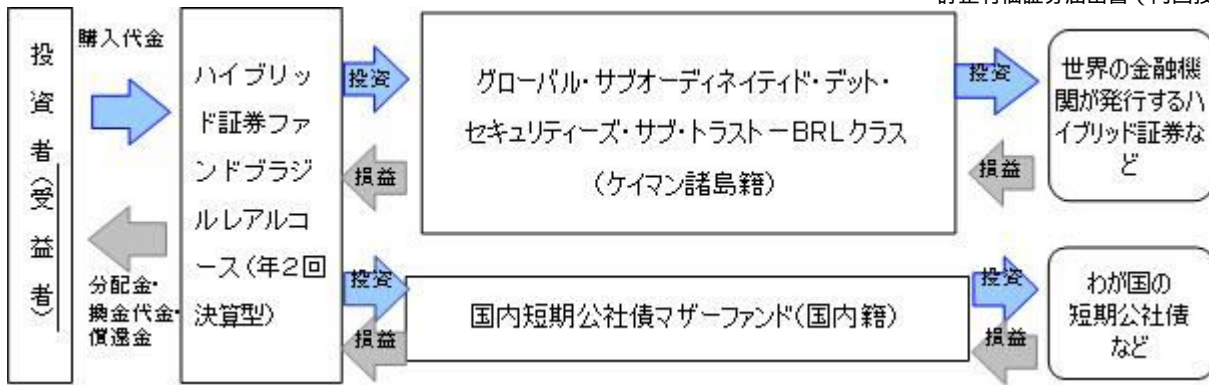 投資者(受益者)
購入代金
分配金・
換金代金・
償還金
ハイブリッ
ド証券ファ
ンドブラジ
ルレアルコ
ース(年2回
決算型)
投資
損益
グローバル・サブオーディネイティド・デット・
セキュリティーズ・サブ・トラストーBRLクラス
(ケイマン諸島籍)
投資
損益
世界の金融機
関が発行するハ
イブリッド証券な
ど
投資
損益
国内短期公社債マザーファンド(国内籍)
投資
損益
わが国の
短期公社債
など